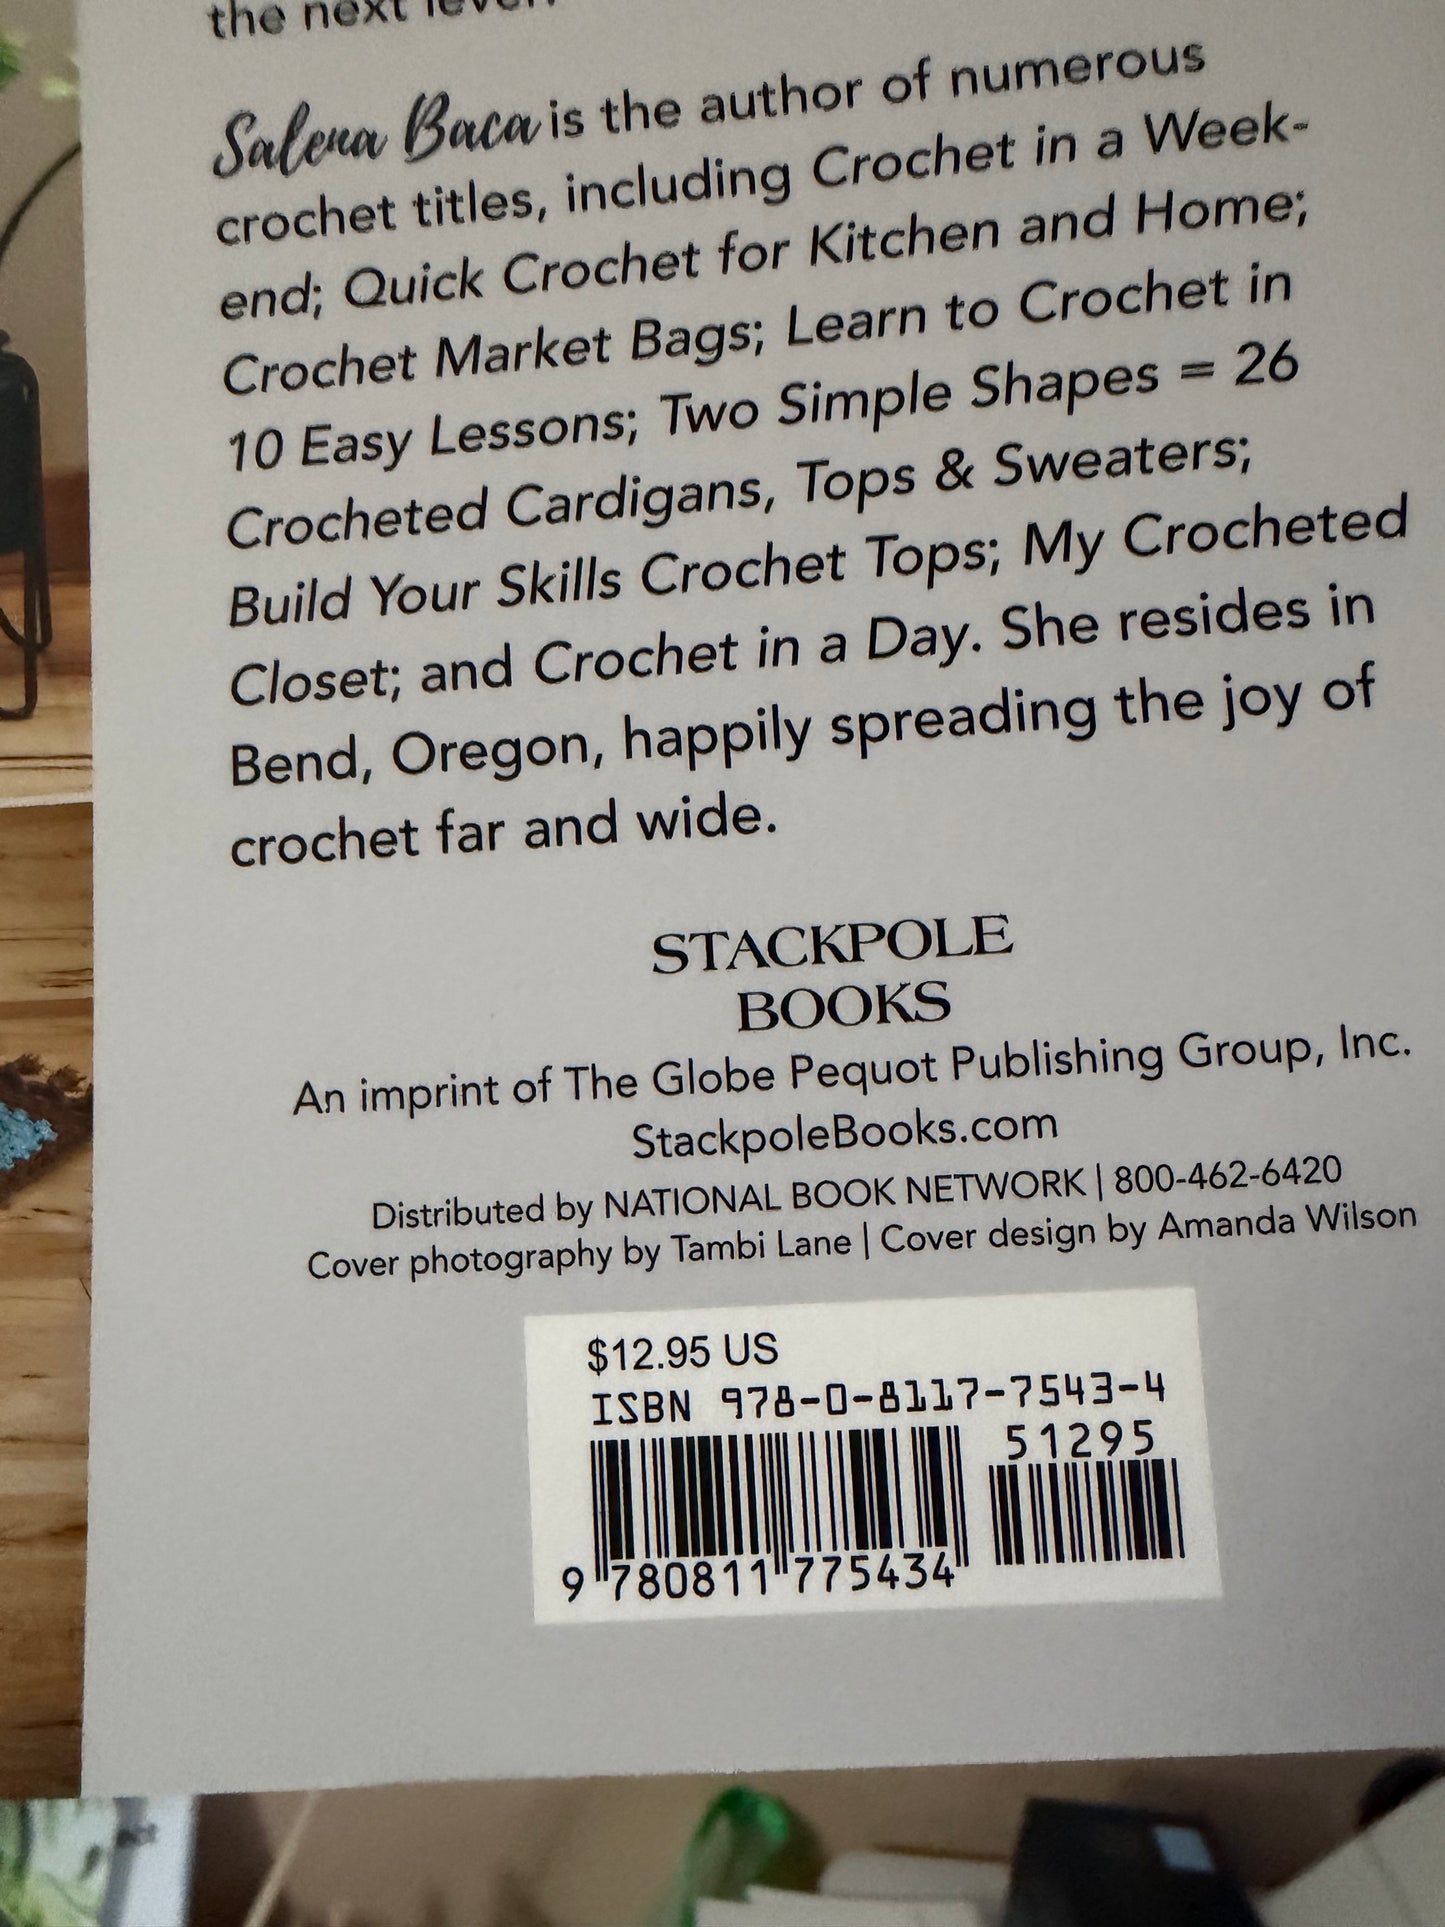 the next level.
Salena Baca is the author of numerous
crochet titles, including Crochet in a Week-
end; Quick Crochet for Kitchen and Home;
Crochet Market Bags; Learn to Crochet in
10 Easy Lessons; Two Simple Shapes = 26
Crocheted Cardigans, Tops & Sweaters;
Build Your Skills Crochet Tops; My Crocheted
Closet; and Crochet in a Day. She resides in
Bend, Oregon, happily spreading the joy of
crochet far and wide.
STACKPOLE
BOOKS
An imprint of The Globe Pequot Publishing Group, Inc.
StackpoleBooks.com
Distributed by NATIONAL BOOK NETWORK | 800-462-6420
Cover photography by Tambi Lane | Cover design by Amanda Wilson
$12.95 US
ISBN 978-0-8117-7543-4
51295
9 780811 775434